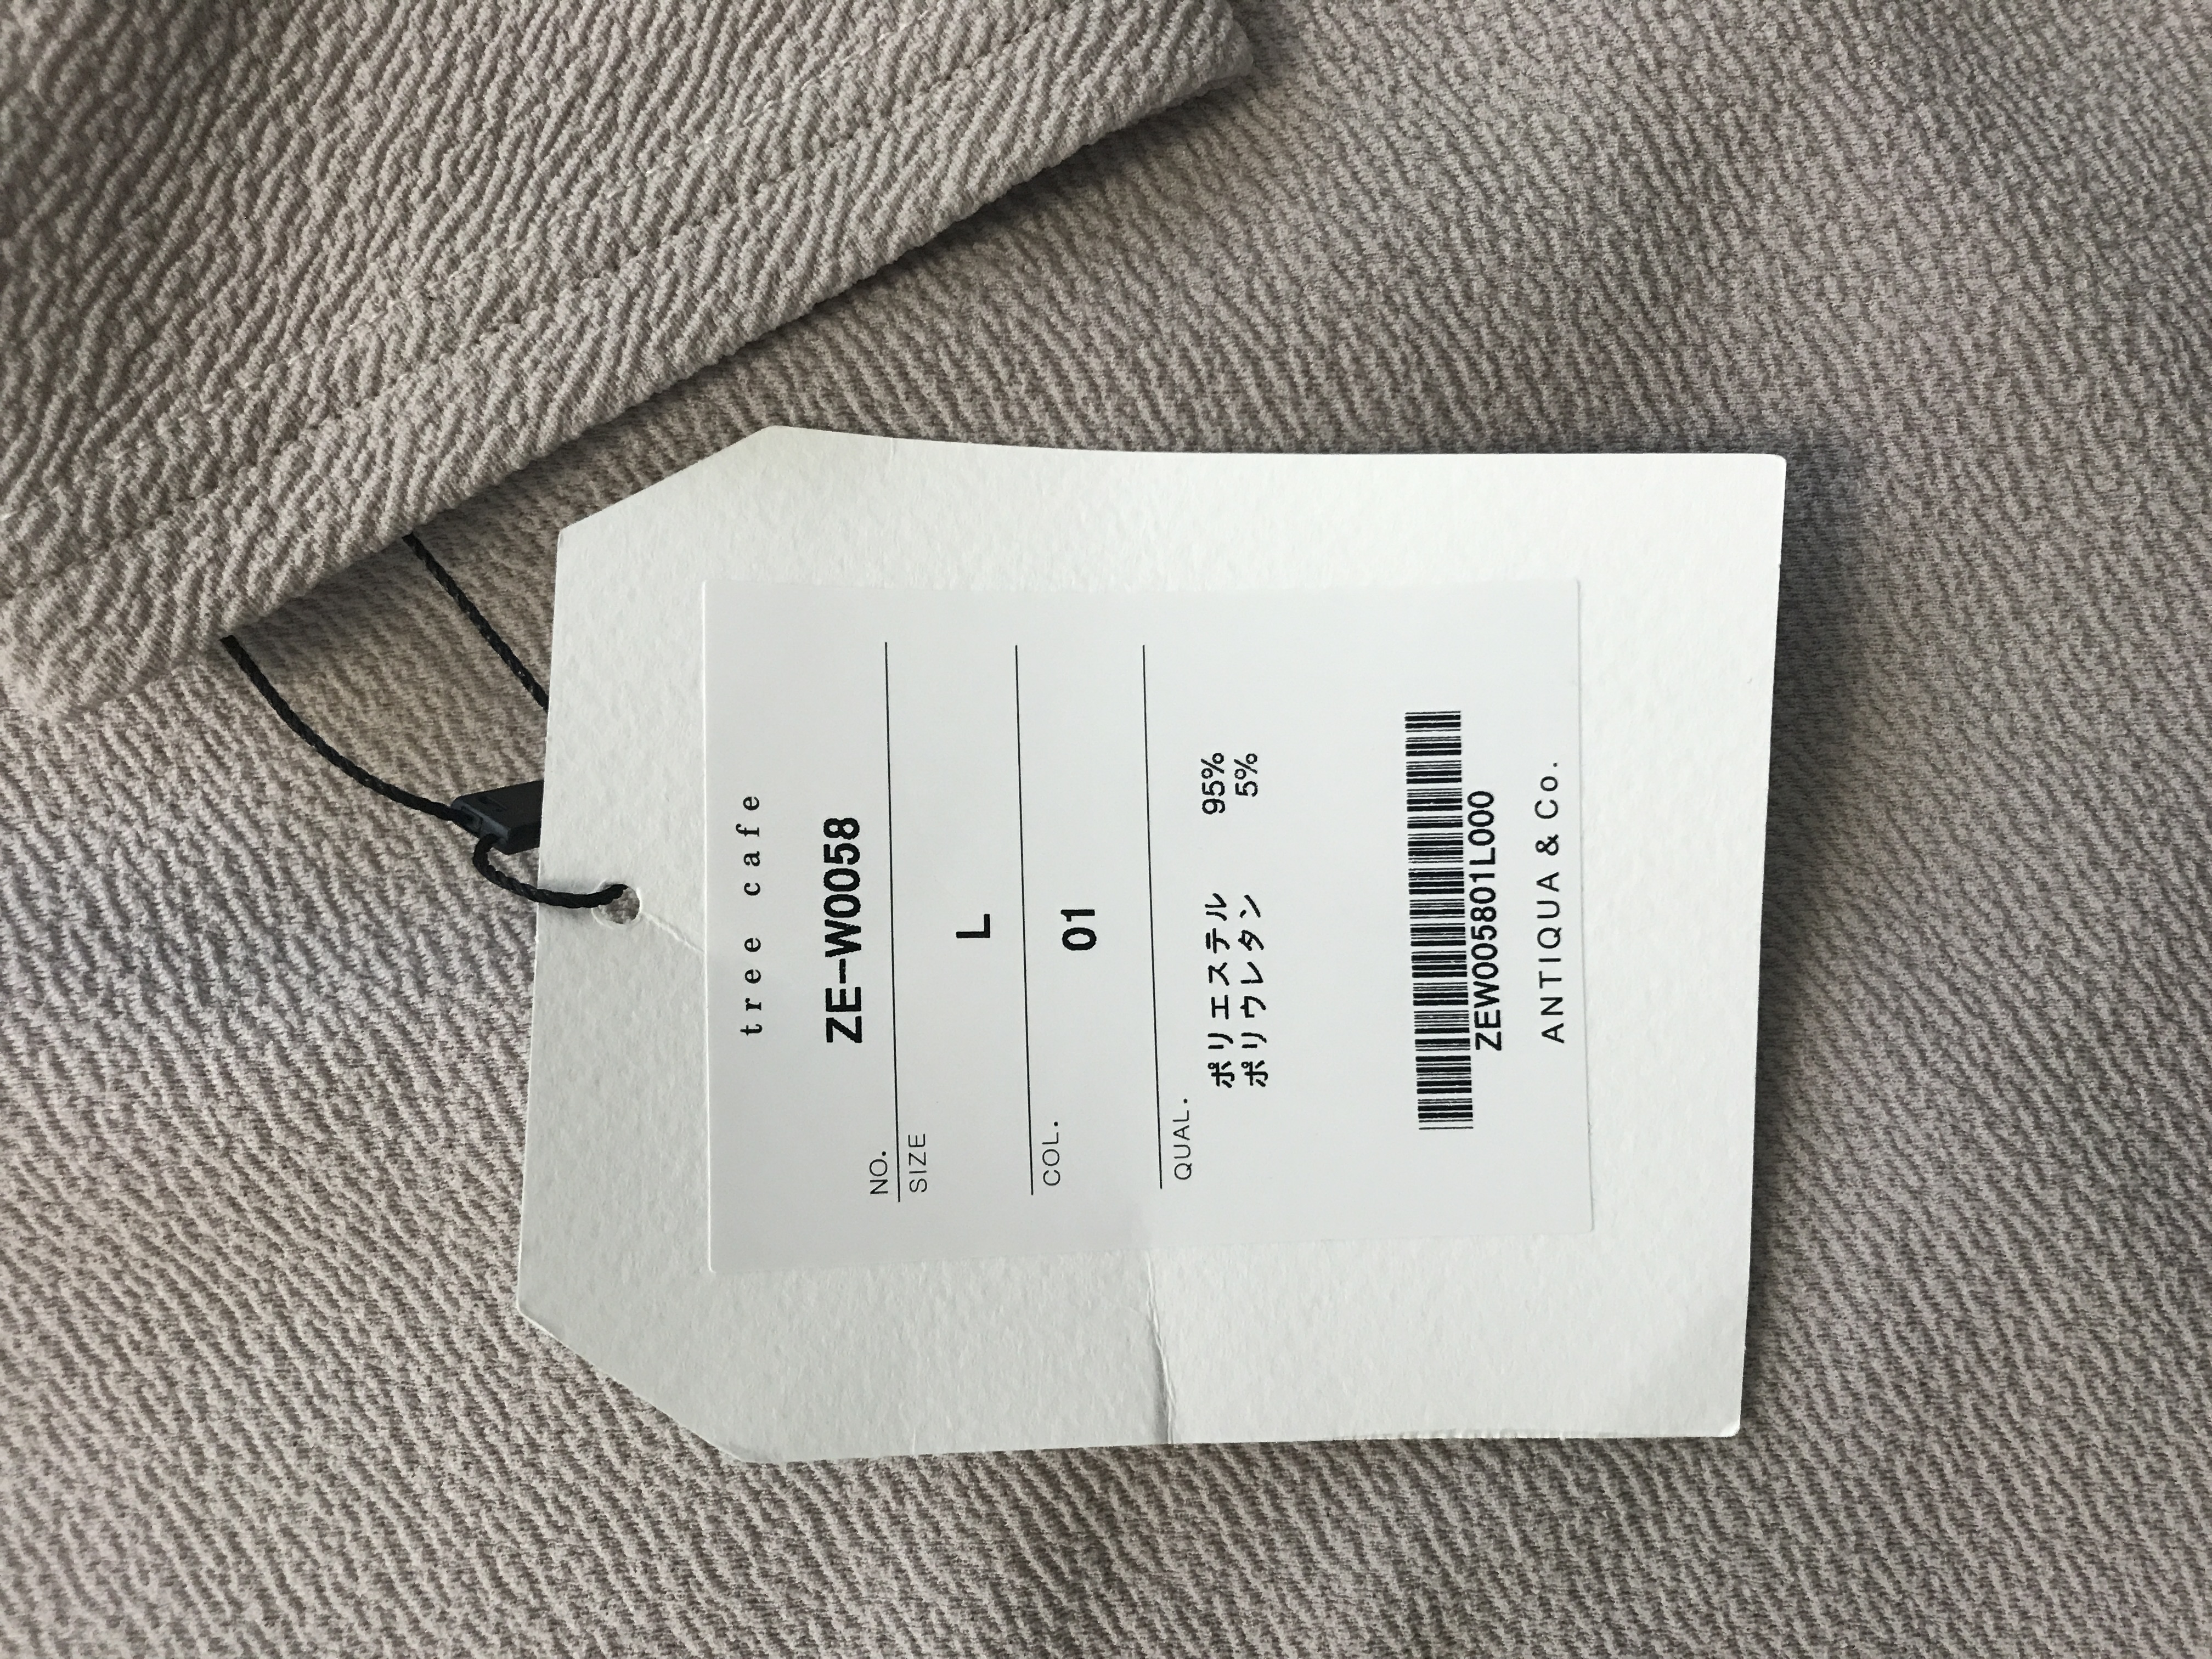 tree cafe
ZE-W0058
NO.
SIZE
L
COL.
01
QUAL.
ポリエステル 95%
ポリウレタン 5%
ZEW005801L000
ANTIQUA & Co.